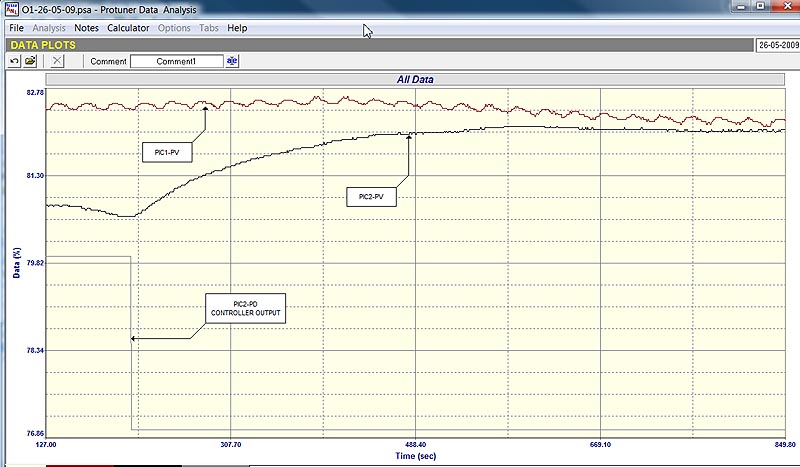 O1-26-05-09.psa - Protuner Data Analysis
File Analysis Notes Calculator Options Tabs Help
DATA PLOTS
26-05-2009
Comment Comment1
All Data
82.78
81.30
79.82
78.34
76.86
Data (%)
PIC1-PV
PIC2-PV
PIC2-PD
CONTROLLER OUTPUT
127.00 307.70 488.40 669.10 849.80
Time (sec)